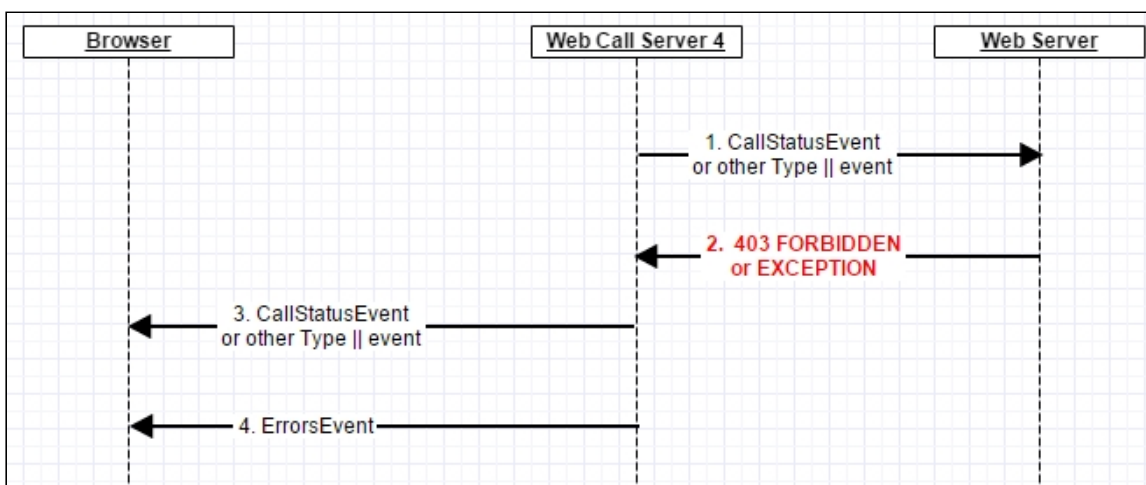 Browser
Web Call Server 4
Web Server
1. CallStatusEvent
or other Type || event
2. 403 FORBIDDEN
or EXCEPTION
3. CallStatusEvent
or other Type || event
4. ErrorsEvent